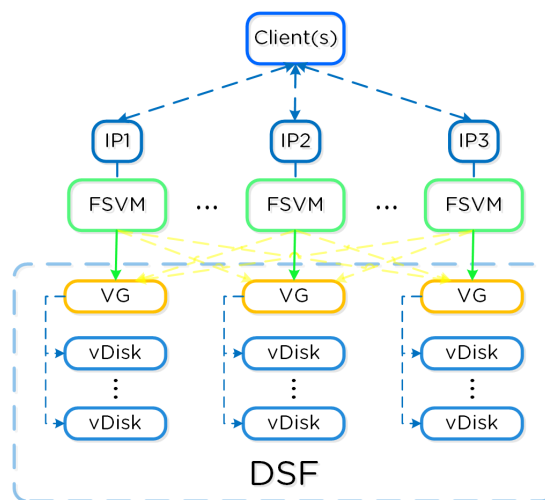 Client(s)
IP1 IP2 IP3
FSVM ... FSVM ... FSVM
VG VG VG
vDisk vDisk vDisk
vDisk vDisk vDisk
DSF